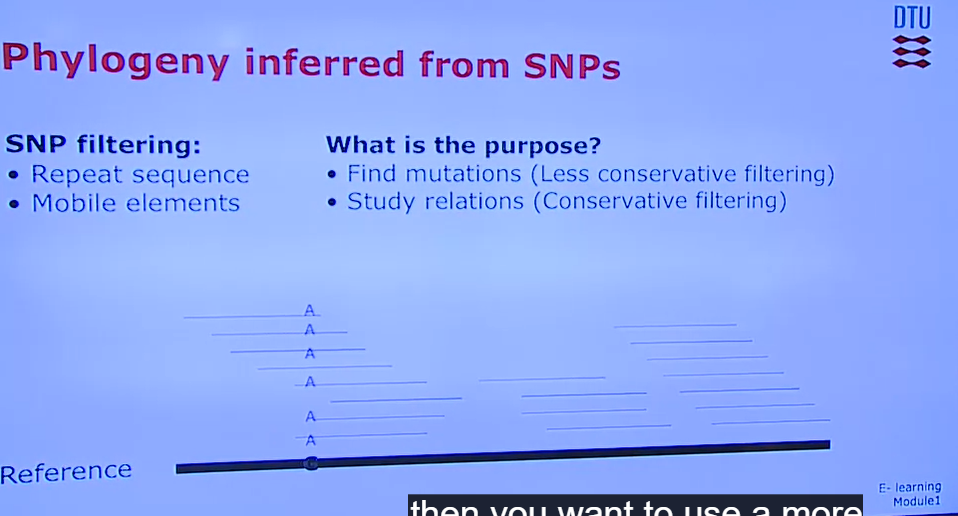 DTU
Phylogeny inferred from SNPs
SNP filtering:
• Repeat sequence
• Mobile elements
What is the purpose?
• Find mutations (Less conservative filtering)
• Study relations (Conservative filtering)
A
A
A
A
A
A
G
Reference
E- learning
Module1
then you want to use a more